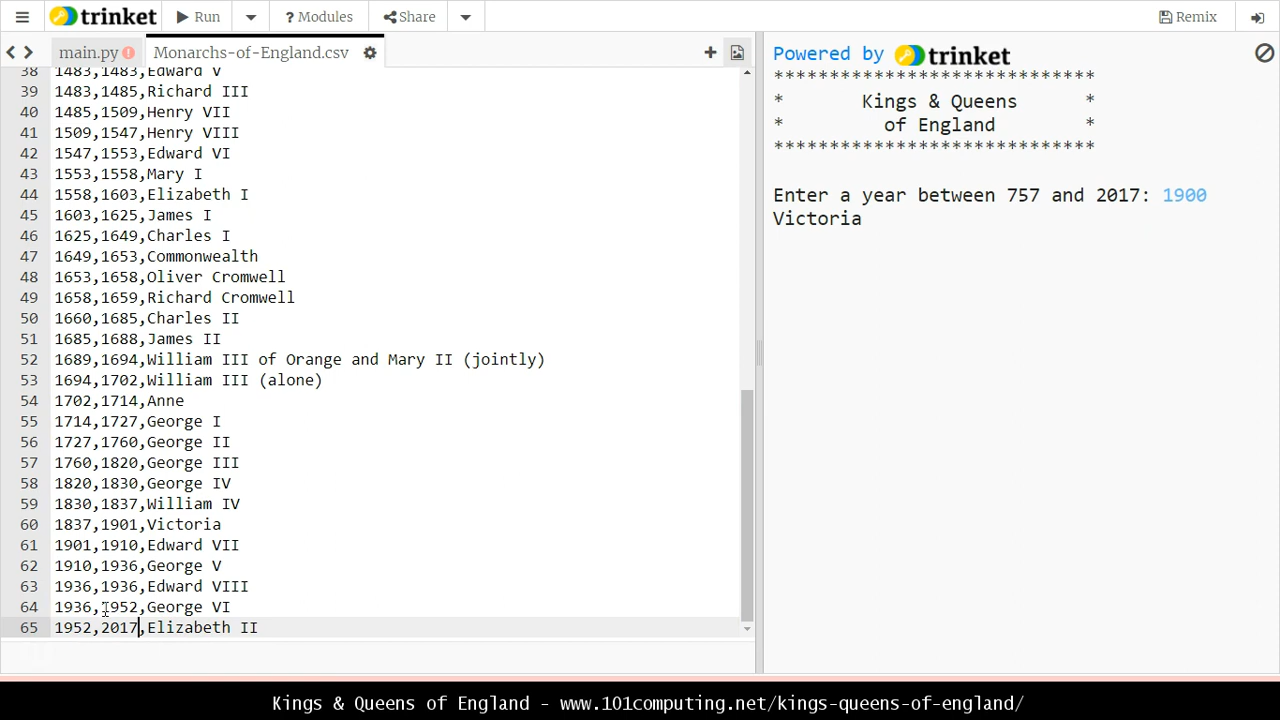 trinket Run ? Modules Share Remix
main.py Monarchs-of-England.csv
38 1483,1483,Edward V
39 1483,1485,Richard III
40 1485,1509,Henry VII
41 1509,1547,Henry VIII
42 1547,1553,Edward VI
43 1553,1558,Mary I
44 1558,1603,Elizabeth I
45 1603,1625,James I
46 1625,1649,Charles I
47 1649,1653,Commonwealth
48 1653,1658,Oliver Cromwell
49 1658,1659,Richard Cromwell
50 1660,1685,Charles II
51 1685,1688,James II
52 1689,1694,William III of Orange and Mary II (jointly)
53 1694,1702,William III (alone)
54 1702,1714,Anne
55 1714,1727,George I
56 1727,1760,George II
57 1760,1820,George III
58 1820,1830,George IV
59 1830,1837,William IV
60 1837,1901,Victoria
61 1901,1910,Edward VII
62 1910,1936,George V
63 1936,1936,Edward VIII
64 1936,1952,George VI
65 1952,2017,Elizabeth II
Powered by trinket
****************************
* Kings & Queens *
* of England *
****************************
Enter a year between 757 and 2017: 1900
Victoria
Kings & Queens of England - www.101computing.net/kings-queens-of-england/